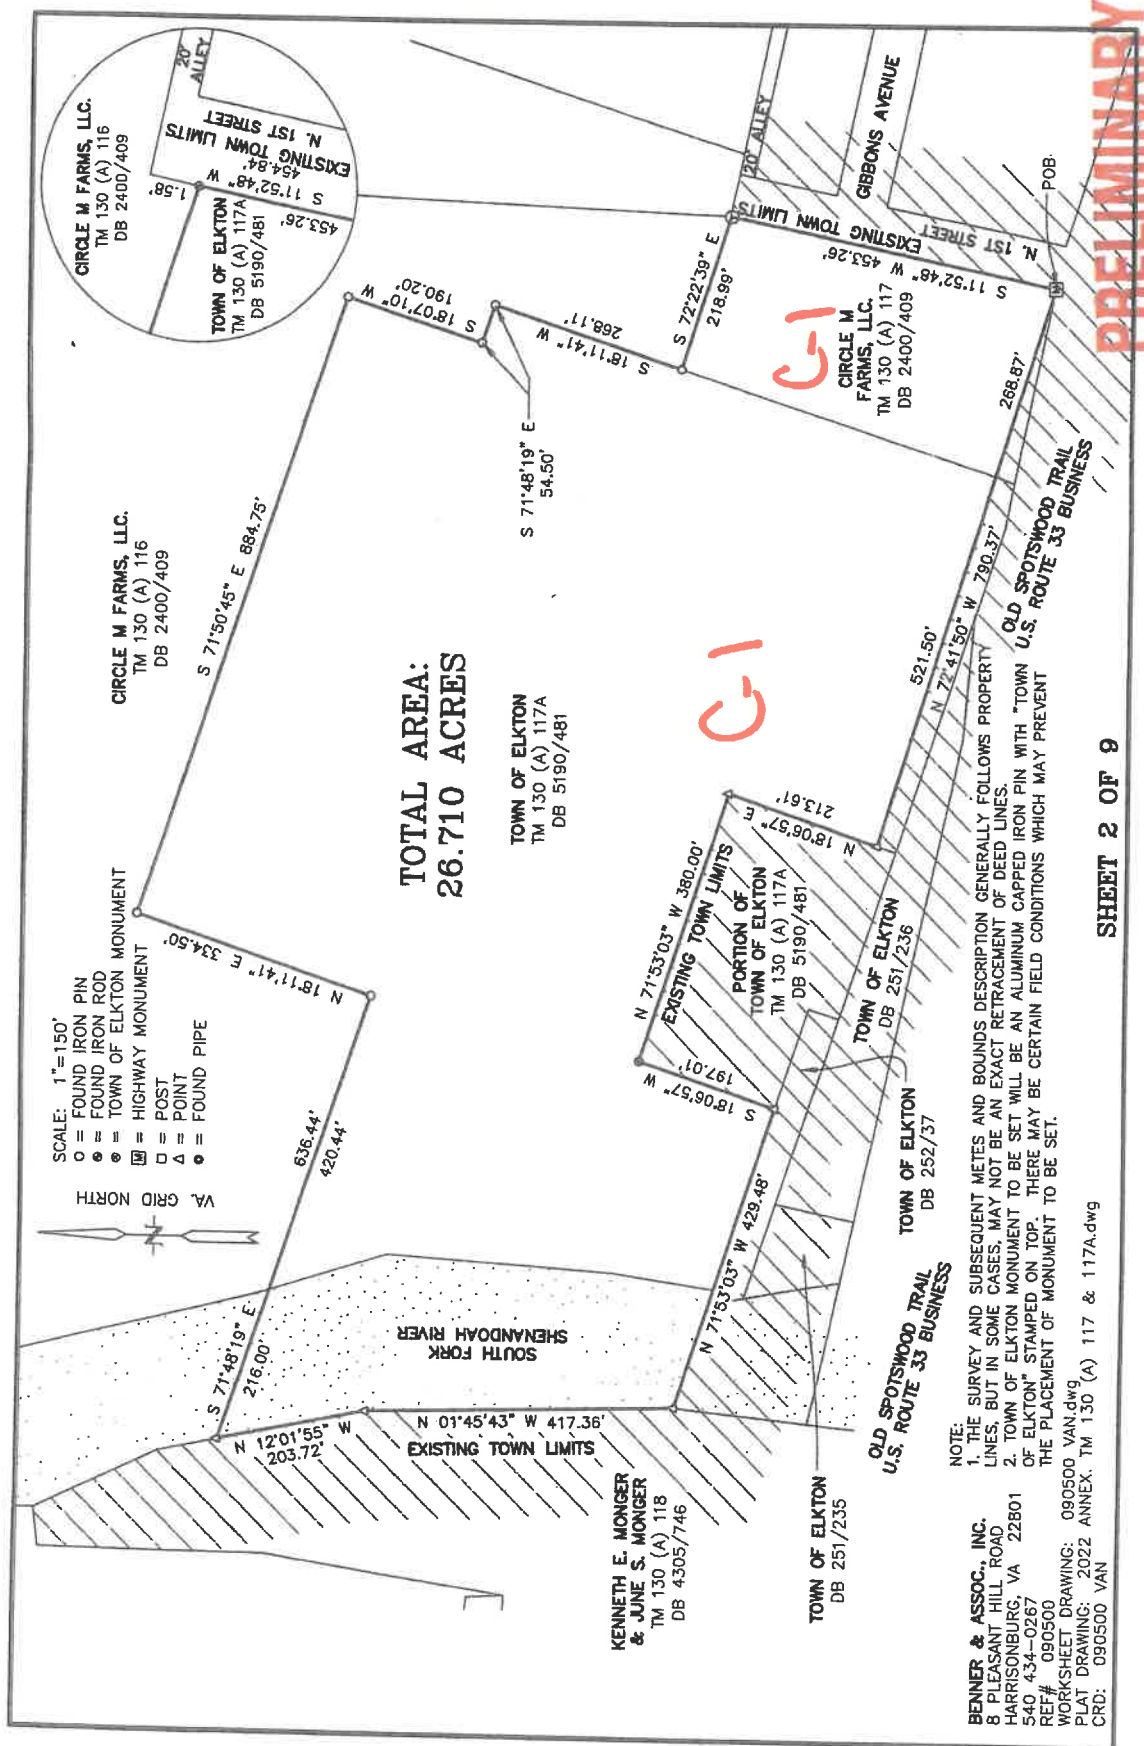 PRELIMINARY
SCALE: 1"=150'
O = FOUND IRON PIN
= FOUND IRON ROD
= TOWN OF ELKTON MONUMENT
M = HIGHWAY MONUMENT
□ = POST
△ = POINT
= FOUND PIPE
VA. GRID NORTH
CIRCLE M FARMS, LLC.
TM 130 (A) 116
DB 2400/409
CIRCLE M FARMS, LLC.
TM 130 (A) 116
DB 2400/409
1.58'
20'
ALLEY
TOWN OF ELKTON
TM 130 (A) 117A
DB 5190/481
453.26'
S 11°52'48" W
454.84'
EXISTING TOWN LIMITS
N. 1ST STREET
S 71°50'45" E 884.75'
S 18°07'10" W
190.20'
S 71°48'19" E
54.50'
S 18°11'41" W
268.11'
S 72°22'39" E
218.99'
N 18°11'41" E 334.50'
636.44'
420.44'
S 71°48'19" E
216.00'
N 12°01'55" W
203.72'
N 01°45'43" W 417.36'
EXISTING TOWN LIMITS
SOUTH FORK
SHENANDOAH RIVER
TOTAL AREA:
26.710 ACRES
TOWN OF ELKTON
TM 130 (A) 117A
DB 5190/481
C-1
C-1
CIRCLE M
FARMS, LLC.
TM 130 (A) 117
DB 2400/409
20' ALLEY
GIBBONS AVENUE
EXISTING TOWN LIMITS
N. 1ST STREET
S 11°52'48" W 453.26'
POB
268.87'
521.50'
N 72°41'50" W 790.37'
OLD SPOTSWOOD TRAIL
U.S. ROUTE 33 BUSINESS
N 18°06'57" E
213.61'
N 71°53'03" W 380.00'
EXISTING TOWN LIMITS
PORTION OF
TOWN OF ELKTON
TM 130 (A) 117A
DB 5190/481
S 18°06'57" W
197.01'
N 71°53'03" W 429.48'
TOWN OF ELKTON
DB 251/236
TOWN OF ELKTON
DB 252/37
OLD SPOTSWOOD TRAIL
U.S. ROUTE 33 BUSINESS
TOWN OF ELKTON
DB 251/235
KENNETH E. MONGER
& JUNE S. MONGER
TM 130 (A) 118
DB 4305/746
NOTE:
1. THE SURVEY AND SUBSEQUENT METES AND BOUNDS DESCRIPTION GENERALLY FOLLOWS PROPERTY
LINES, BUT IN SOME CASES, MAY NOT BE AN EXACT RETRACEMENT OF DEED LINES.
2. TOWN OF ELKTON MONUMENT TO BE SET WILL BE AN ALUMINUM CAPPED IRON PIN WITH "TOWN
OF ELKTON" STAMPED ON TOP. THERE MAY BE CERTAIN FIELD CONDITIONS WHICH MAY PREVENT
THE PLACEMENT OF MONUMENT TO BE SET.
BENNER & ASSOC., INC.
8 PLEASANT HILL ROAD
HARRISONBURG, VA 22801
540 434-0267
REF# 090500
WORKSHEET DRAWING: 090500 VAN.dwg
PLAT DRAWING: 2022 ANNEX. TM 130 (A) 117 & 117A.dwg
CRD: 090500 VAN
SHEET 2 OF 9